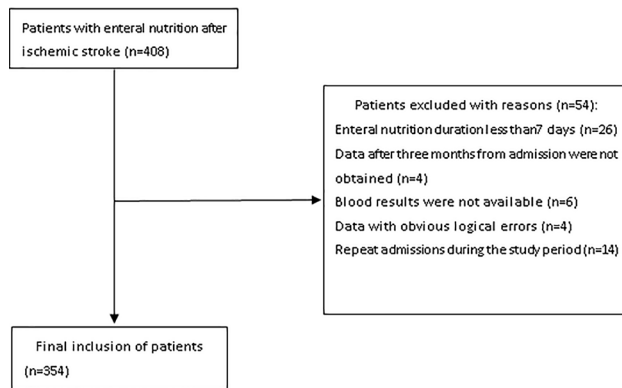 Patients with enteral nutrition after
ischemic stroke (n=408)
Patients excluded with reasons (n=54):
Enteral nutrition duration less than7 days (n=26)
Data after three months from admission were not
obtained (n=4)
Blood results were not available (n=6)
Data with obvious logical errors (n=4)
Repeat admissions during the study period (n=14)
Final inclusion of patients
(n=354)